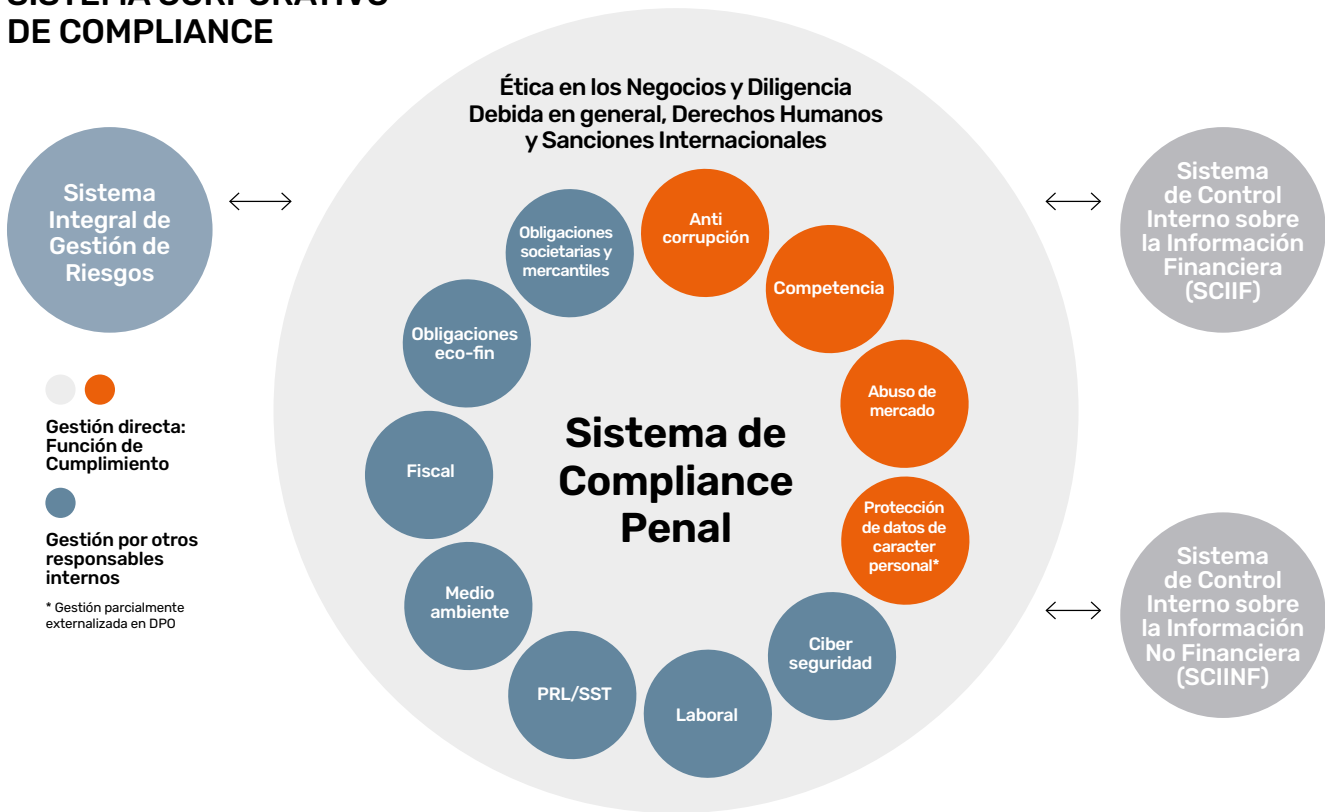 SISTEMA CORPORATIVO
DE COMPLIANCE
Ética en los Negocios y Diligencia
Debida en general, Derechos Humanos
y Sanciones Internacionales
Sistema
Integral de
Gestión de
Riesgos
Gestión directa:
Función de
Cumplimiento
Gestión por otros
responsables
internos
* Gestión parcialmente
externalizada en DPO
Obligaciones
societarias y
mercantiles
Anti
corrupción
Competencia
Abuso de
mercado
Protección
de datos de
caracter
personal*
Ciber
seguridad
Laboral
PRL/SST
Medio
ambiente
Fiscal
Obligaciones
eco-fin
Sistema de
Compliance
Penal
Sistema
de Control
Interno sobre
la Información
Financiera
(SCIIF)
Sistema
de Control
Interno sobre
la Información
No Financiera
(SCIINF)